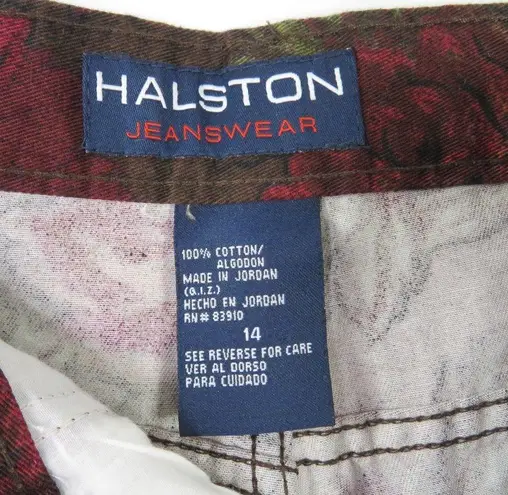 HALSTON
JEANSWEAR
100% COTTON/
ALGODON
MADE IN JORDAN
(Q.I.Z.)
HECHO EN JORDAN
RN# 83910
14
SEE REVERSE FOR CARE
VER AL DORSO
PARA CUIDADO